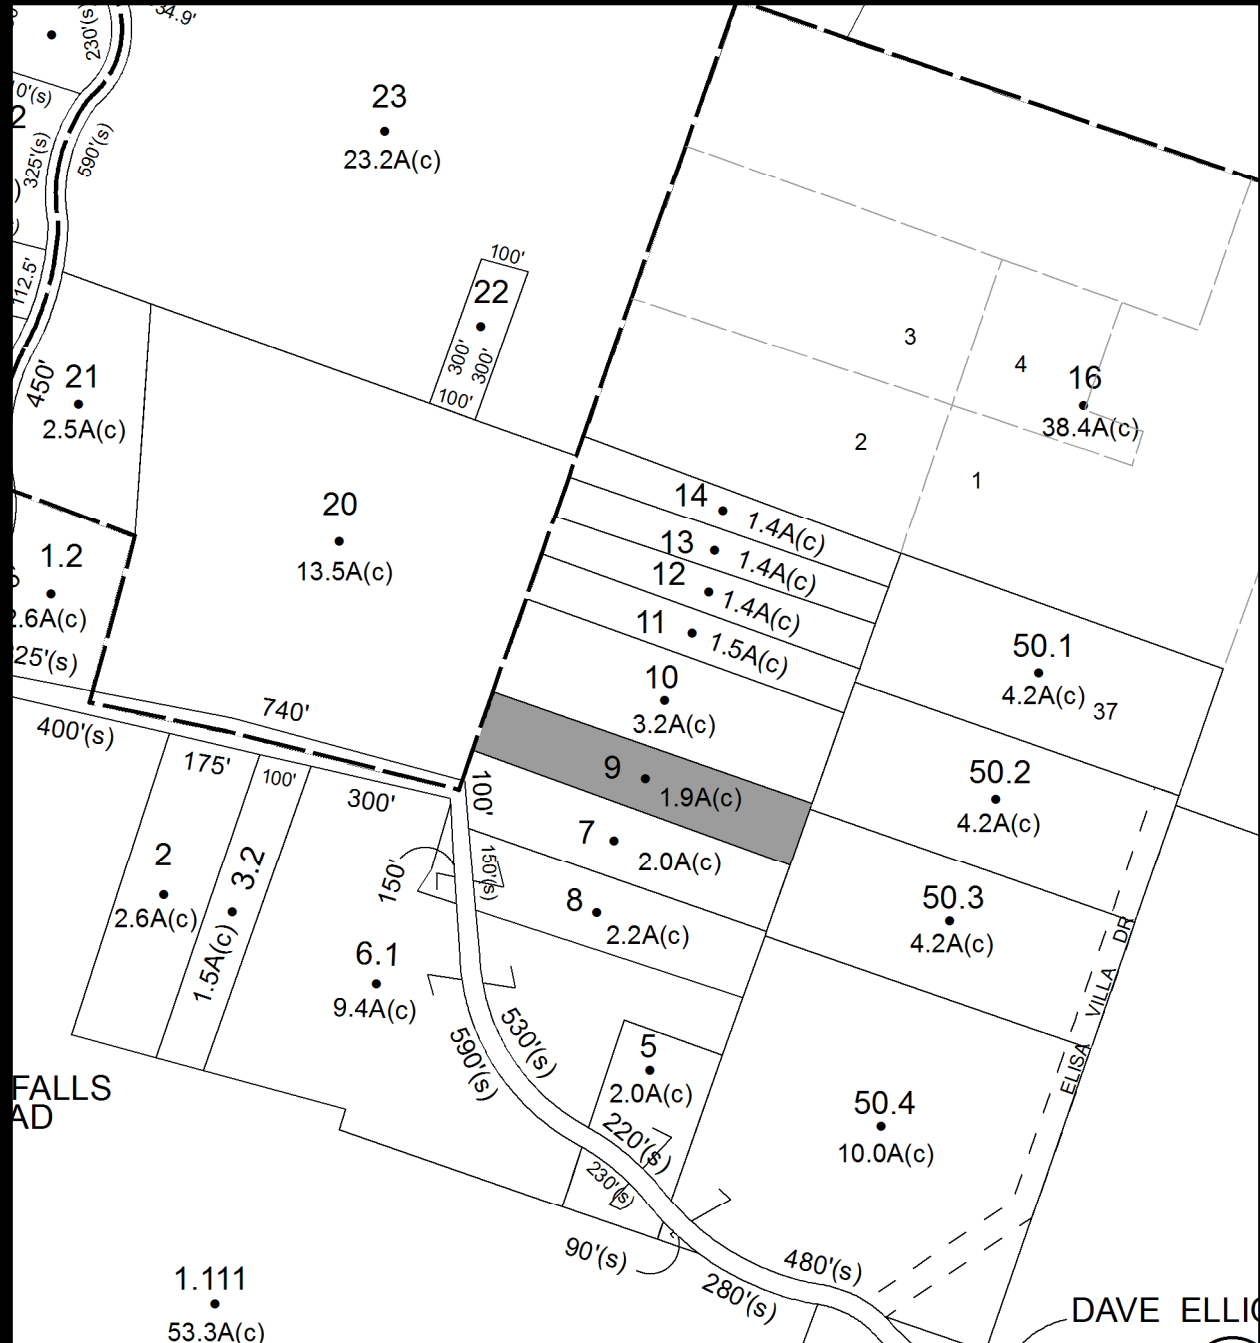 34.9'
230'(s)
10'(s)
2
325'(s)
590'(s)
23
23.2A(c)
112.5'
100'
22
300'
300'
100'
450'
21
2.5A(c)
3
4
16
38.4A(c)
2
1
20
13.5A(c)
14
1.4A(c)
13
1.4A(c)
12
1.4A(c)
11
1.5A(c)
1.2
2.6A(c)
25'(s)
10
3.2A(c)
50.1
4.2A(c)
37
740'
400'(s)
175'
100'
300'
100'
9
1.9A(c)
50.2
4.2A(c)
7
2.0A(c)
150'
150'(s)
2
2.6A(c)
3.2
1.5A(c)
8
2.2A(c)
50.3
4.2A(c)
6.1
9.4A(c)
530'(s)
590'(s)
5
2.0A(c)
220'(s)
230'(s)
ELISA VILLA DR
50.4
10.0A(c)
FALLS
AD
90'(s)
480'(s)
280'(s)
1.111
53.3A(c)
DAVE ELLIO